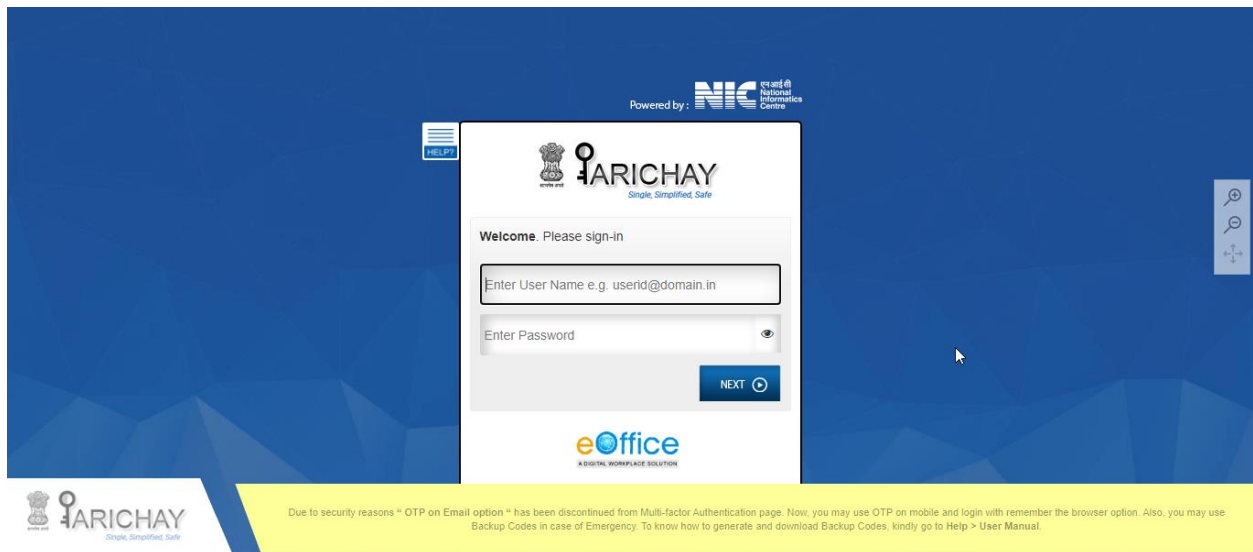 Powered by :
NIC
एन आई सी
National
Informatics
Centre
HELP?
PARICHAY
Single, Simplified, Safe
Welcome. Please sign-in
Enter User Name e.g. userid@domain.in
Enter Password
NEXT
eOffice
A DIGITAL WORKPLACE SOLUTION
PARICHAY
Single, Simplified, Safe
Due to security reasons “ OTP on Email option “ has been discontinued from Multi-factor Authentication page. Now, you may use OTP on mobile and login with remember the browser option. Also, you may use
Backup Codes in case of Emergency. To know how to generate and download Backup Codes, kindly go to Help > User Manual.